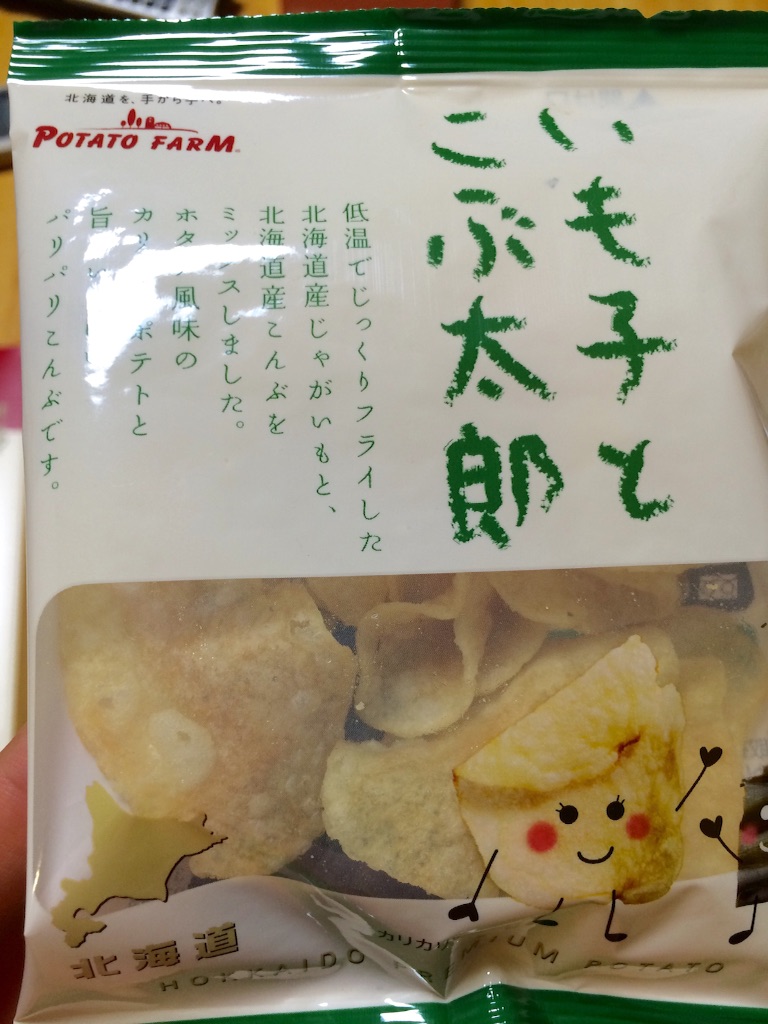 北海道を、手から手へ。
POTATO FARM
いも子と
こぶ太郎
低温でじっくりフライした
北海道産じゃがいもと、
北海道産こんぶを
ミックスしました。
風味の
ポテトと
旨
パリパリこんぶです。
北海道
カリカリ
HOKKAIDO PREMIUM POTATO